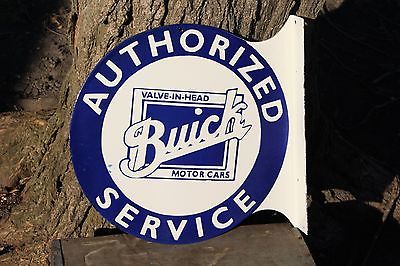 AUTHORIZED
VALVE-IN-HEAD
Buick
MOTOR CARS
SERVICE